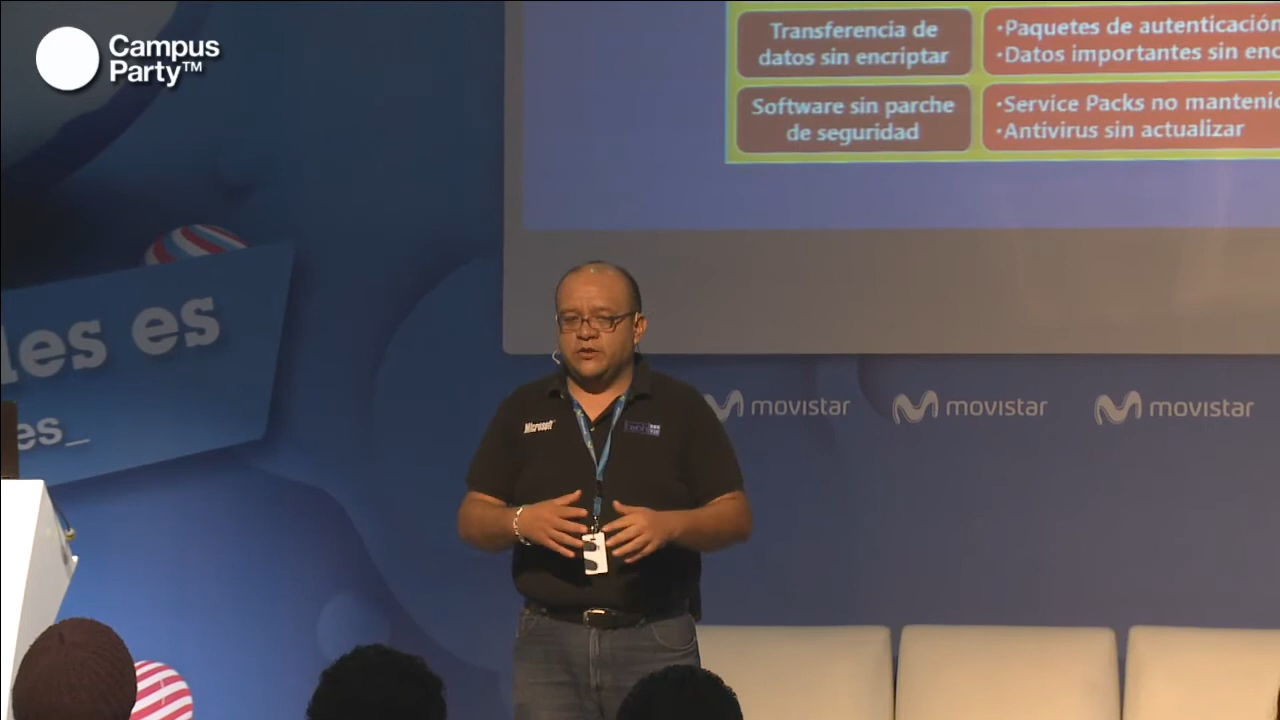 Campus
Party™
Transferencia de
datos sin encriptar
•Paquetes de autenticación
•Datos importantes sin enc
Software sin parche
de seguridad
•Service Packs no mantenid
•Antivirus sin actualizar
les es
es_
movistar
movistar
movistar
Microsoft